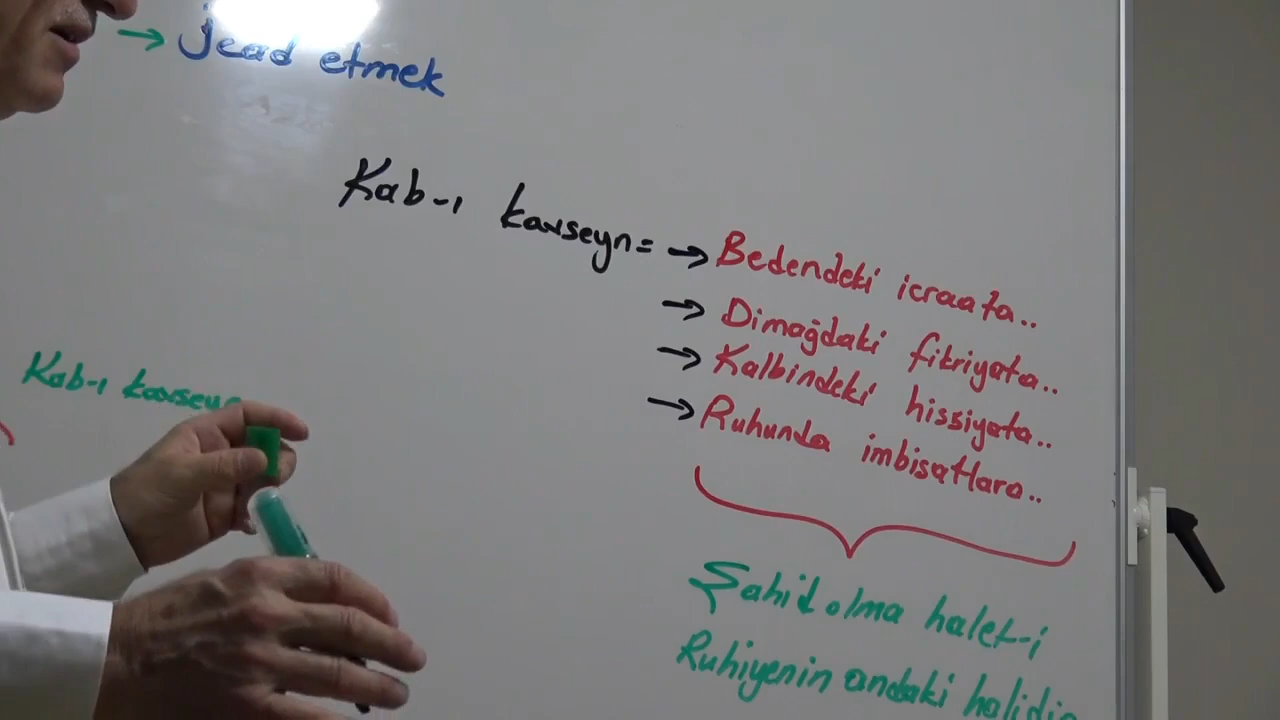 → İcad etmek
Kab-ı kavseyn= → Bedendeki icraata..
→ Dimağdaki fikriyata..
→ Kalbindeki hissiyata..
→ Ruhunda imbisatlara..
Kab-ı kavseyn
Şahid olma halet-i
Ruhiyenin andaki halidir